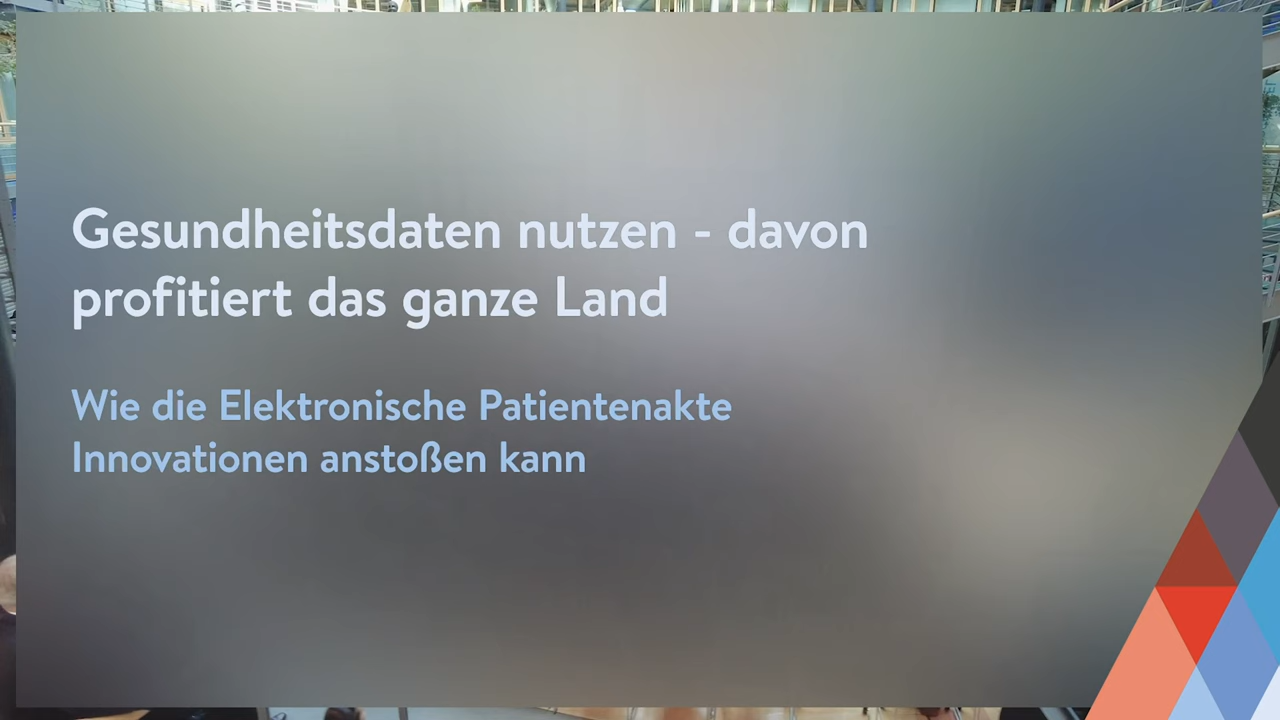 Gesundheitsdaten nutzen - davon
profitiert das ganze Land
Wie die Elektronische Patientenakte
Innovationen anstoßen kann